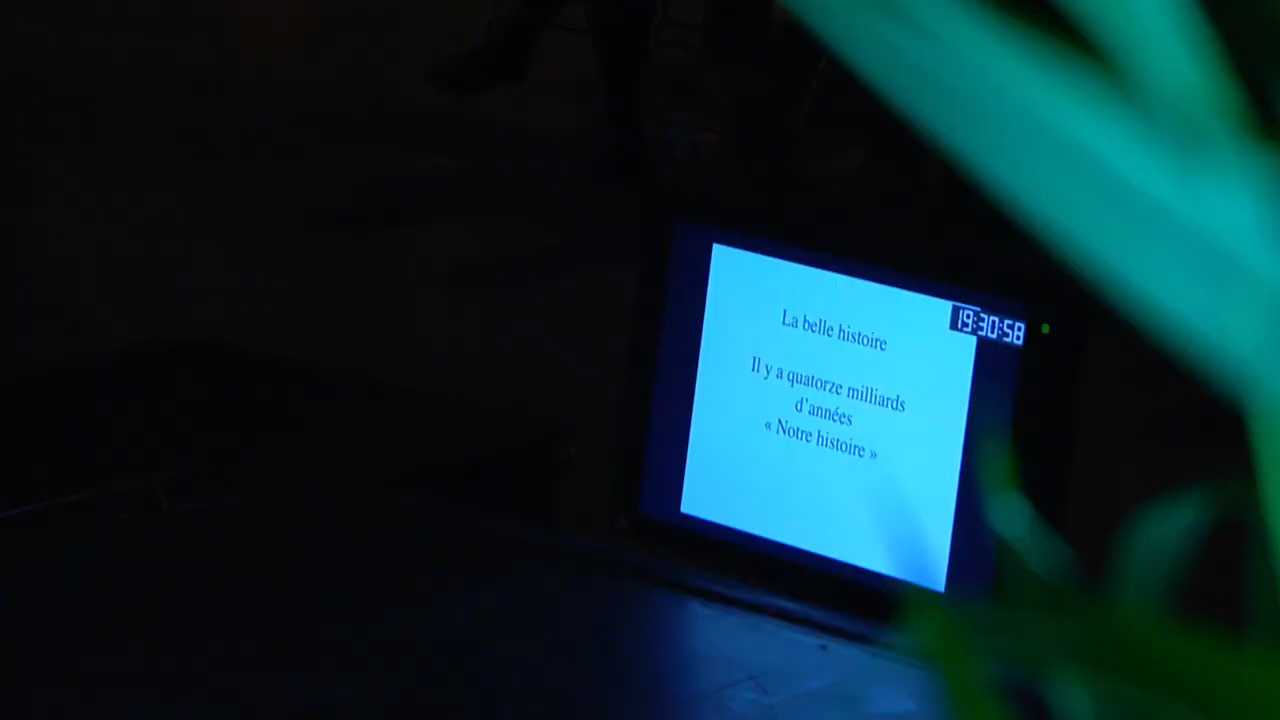 La belle histoire
19:30:58
Il y a quatorze milliards
d'années
« Notre histoire »